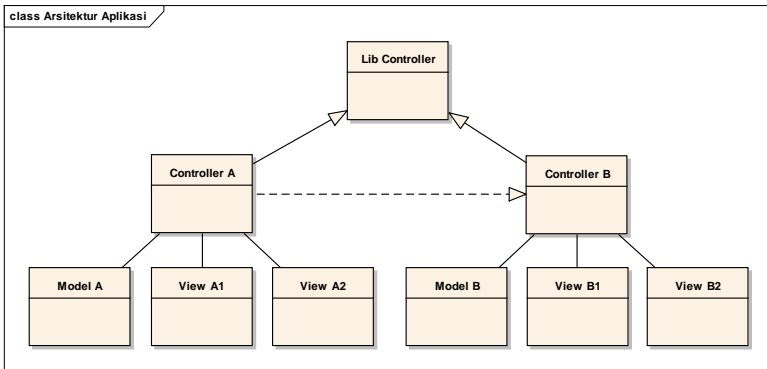 class Arsitektur Aplikasi
Lib Controller
Controller A
Controller B
Model A
View A1
View A2
Model B
View B1
View B2